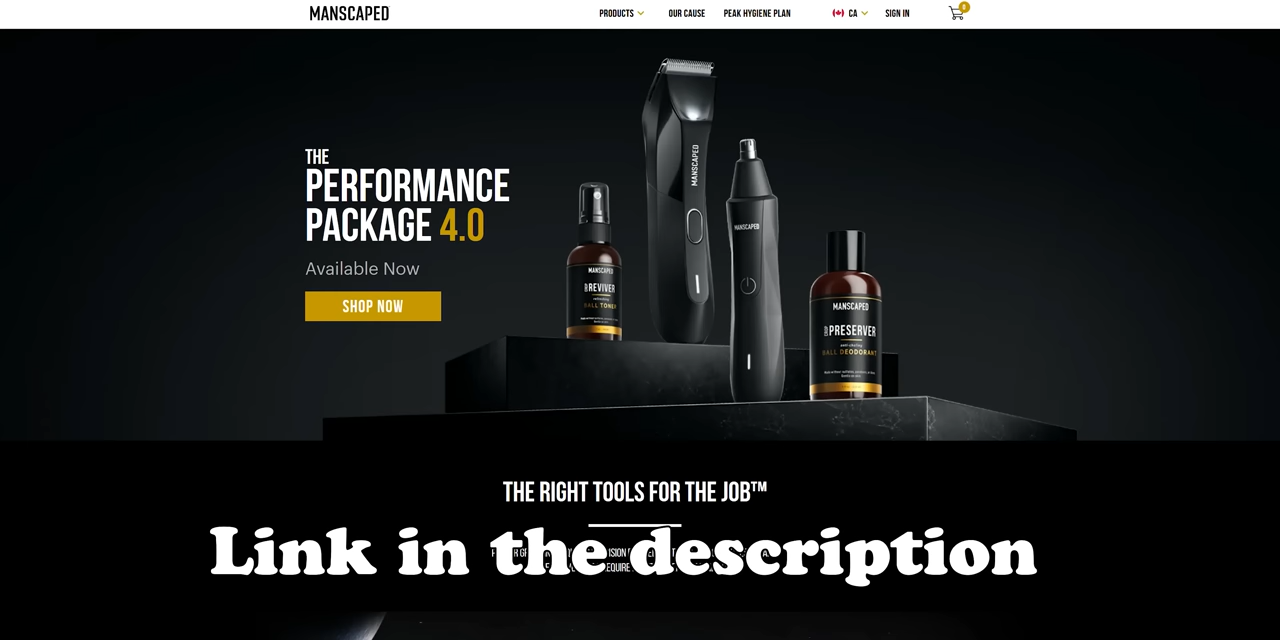 MANSCAPED
PRODUCTS
OUR CAUSE
PEAK HYGIENE PLAN
CA
SIGN IN
0
THE
PERFORMANCE
PACKAGE 4.0
Available Now
SHOP NOW
MANSCAPED
MANSCAPED
MANSCAPED
REVIVER
BALL TONER
MANSCAPED
PRESERVER
BALL DEODORANT
THE RIGHT TOOLS FOR THE JOB™
Link in the description